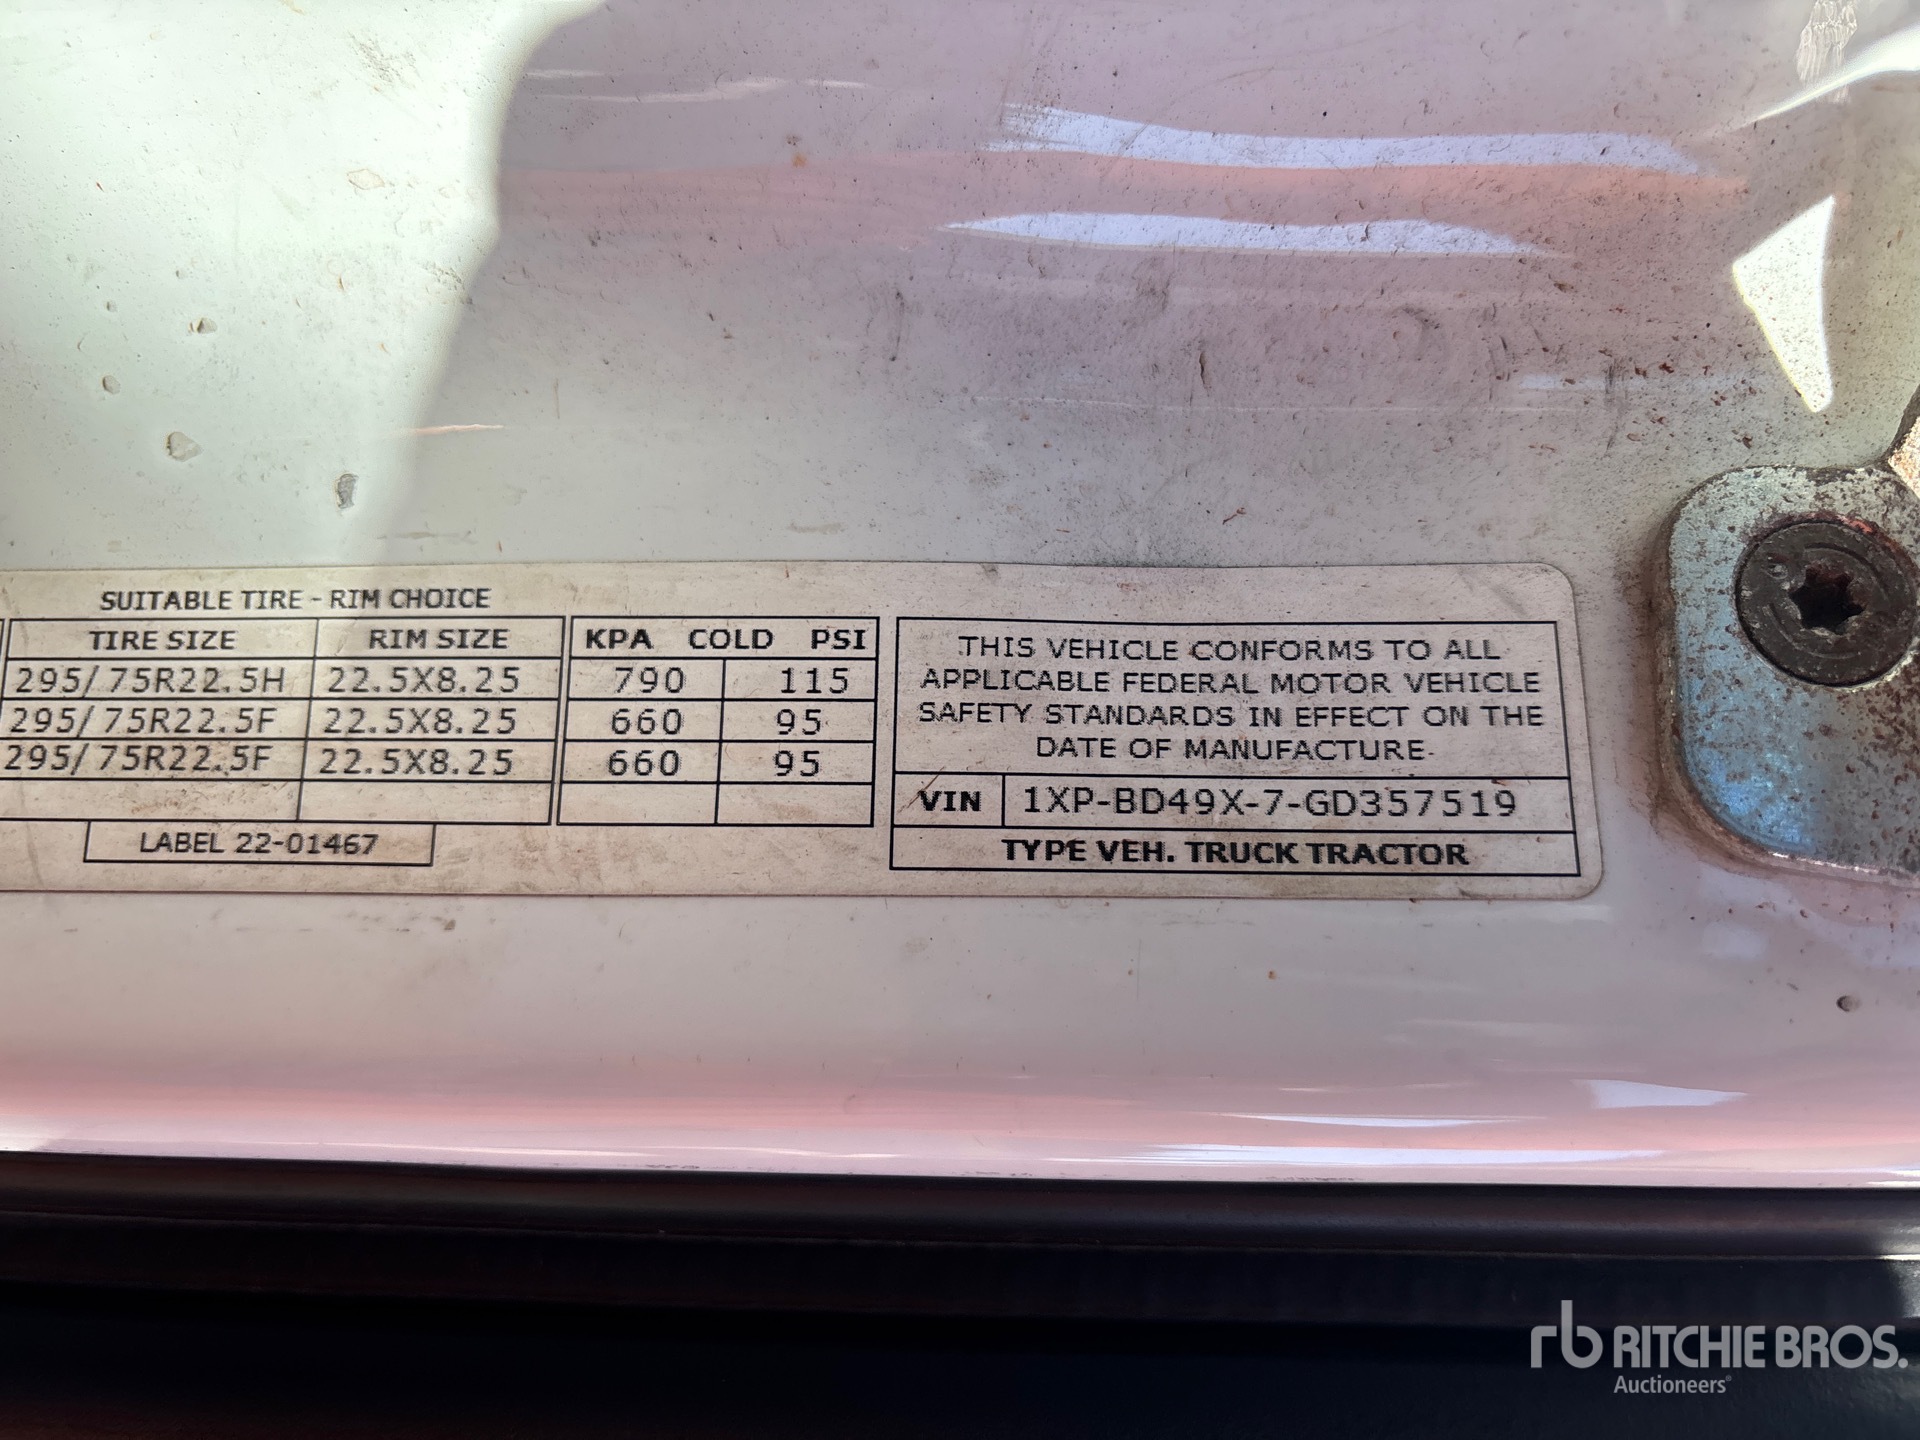 SUITABLE TIRE - RIM CHOICE
TIRE SIZE RIM SIZE KPA COLD PSI
295/75R22.5H 22.5X8.25 790 115
295/75R22.5F 22.5X8.25 660 95
295/75R22.5F 22.5X8.25 660 95
LABEL 22-01467
THIS VEHICLE CONFORMS TO ALL
APPLICABLE FEDERAL MOTOR VEHICLE
SAFETY STANDARDS IN EFFECT ON THE
DATE OF MANUFACTURE.
VIN 1XP-BD49X-7-GD357519
TYPE VEH. TRUCK TRACTOR
rb RITCHIE BROS.
Auctioneers®